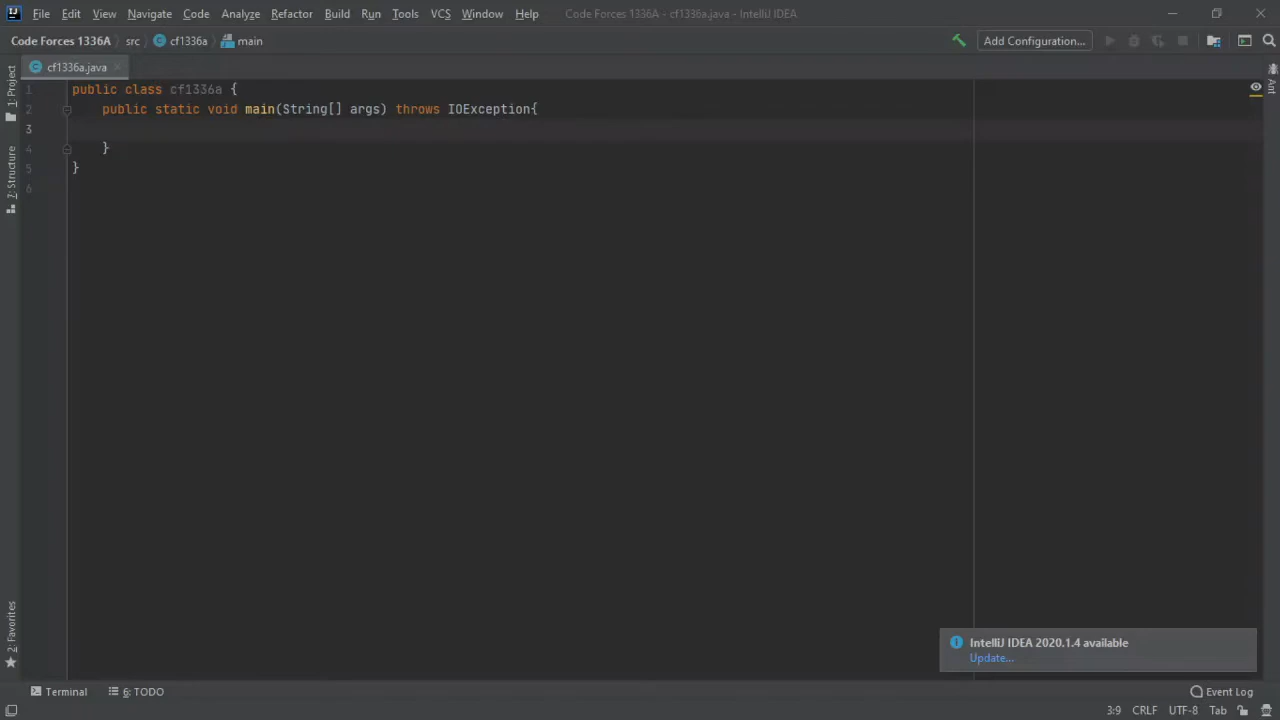 IJ File Edit View Navigate Code Analyze Refactor Build Run Tools VCS Window Help Code Forces 1336A - cf1336a.java - IntelliJ IDEA
Code Forces 1336A src C cf1336a main Add Configuration...
C cf1336a.java
1 public class cf1336a {
2 public static void main(String[] args) throws IOException{
3
4 }
5 }
6
1: Project
7: Structure
2: Favorites
Ant
IntelliJ IDEA 2020.1.4 available
Update...
Terminal 6: TODO Event Log
3:9 CRLF UTF-8 Tab